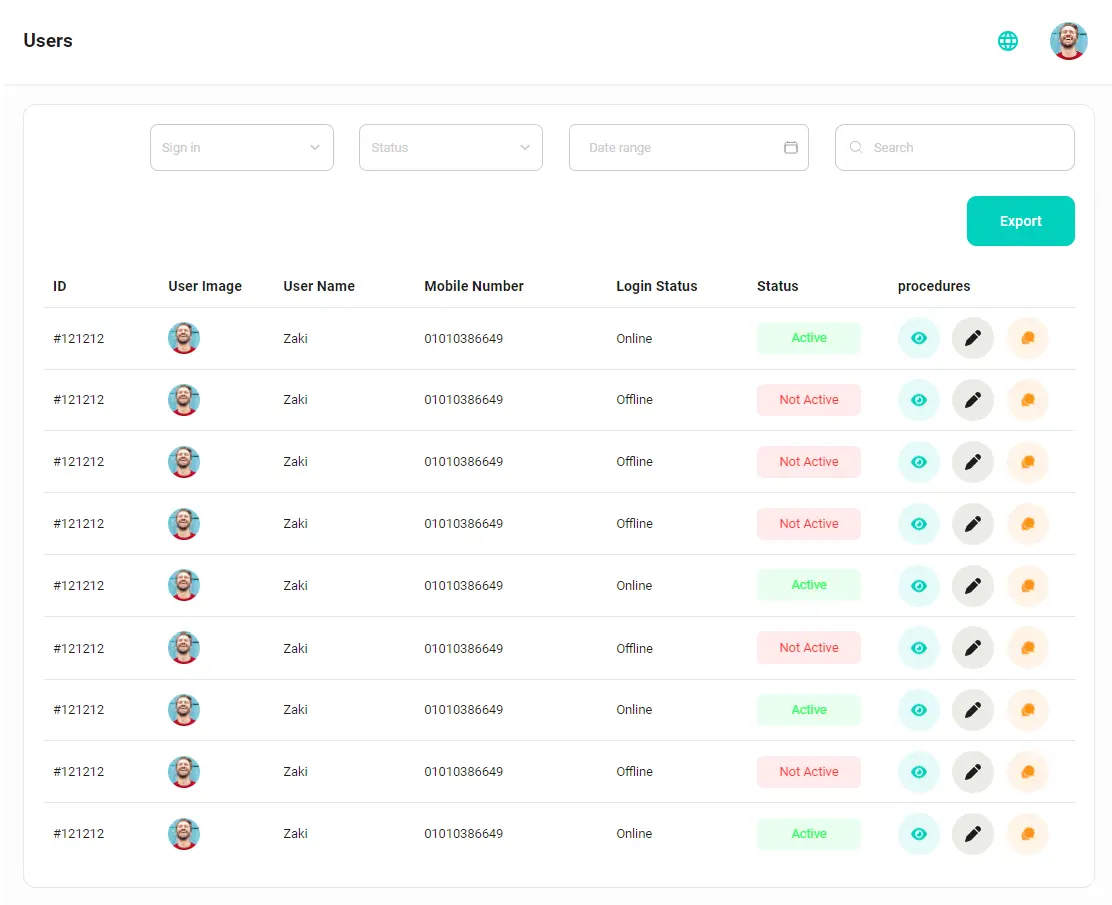 Users
Sign in Status Date range Search
Export
ID User Image User Name Mobile Number Login Status Status procedures
#121212 Zaki 01010386649 Online Active
#121212 Zaki 01010386649 Offline Not Active
#121212 Zaki 01010386649 Offline Not Active
#121212 Zaki 01010386649 Offline Not Active
#121212 Zaki 01010386649 Online Active
#121212 Zaki 01010386649 Offline Not Active
#121212 Zaki 01010386649 Online Active
#121212 Zaki 01010386649 Offline Not Active
#121212 Zaki 01010386649 Online Active